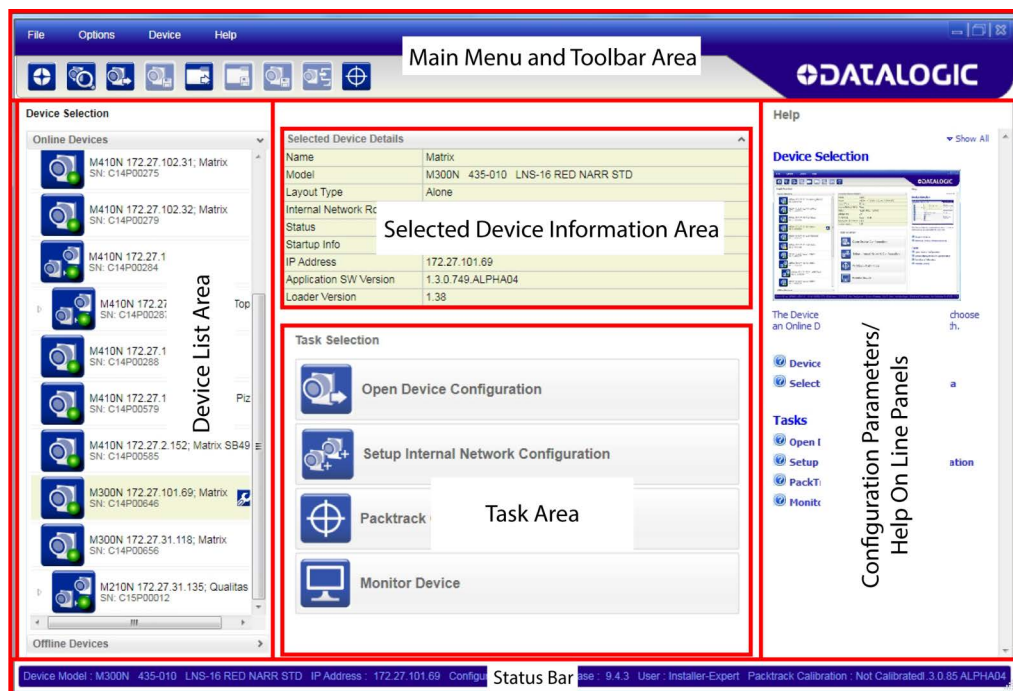 File Options Device Help
Main Menu and Toolbar Area
DATALOGIC
Device Selection
Online Devices
M410N 172.27.102.31; Matrix
SN: C14P00275
M410N 172.27.102.32; Matrix
SN: C14P00279
M410N 172.27.1
SN: C14P00284
M410N 172.27 Top
SN: C14P0028
M410N 172.27.1
SN: C14P00288
M410N 172.27.1 Piz
SN: C14P00579
M410N 172.27.2.152; Matrix SB49
SN: C14P00585
M300N 172.27.101.69; Matrix
SN: C14P00646
M300N 172.27.31.118; Matrix
SN: C14P00656
M210N 172.27.31.135; Qualitas
SN: C15P00012
Offline Devices
Device List Area
Selected Device Details
Name Matrix
Model M300N 435-010 LNS-16 RED NARR STD
Layout Type Alone
Internal Network Ro
Status
Startup Info
IP Address 172.27.101.69
Application SW Version 1.3.0.749.ALPHA04
Loader Version 1.38
Selected Device Information Area
Task Selection
Open Device Configuration
Setup Internal Network Configuration
Packtrack
Monitor Device
Task Area
Help
Show All
Device Selection
The Device choose
an Online D h.
Device
Select a
Tasks
Open
Setup ation
PackT
Monito
Configuration Parameters/
Help On Line Panels
Device Model : M300N 435-010 LNS-16 RED NARR STD IP Address : 172.27.101.69 Configu ase : 9.4.3 User : Installer-Expert Packtrack Calibration : Not Calibrated1.3.0.85 ALPHA04
Status Bar